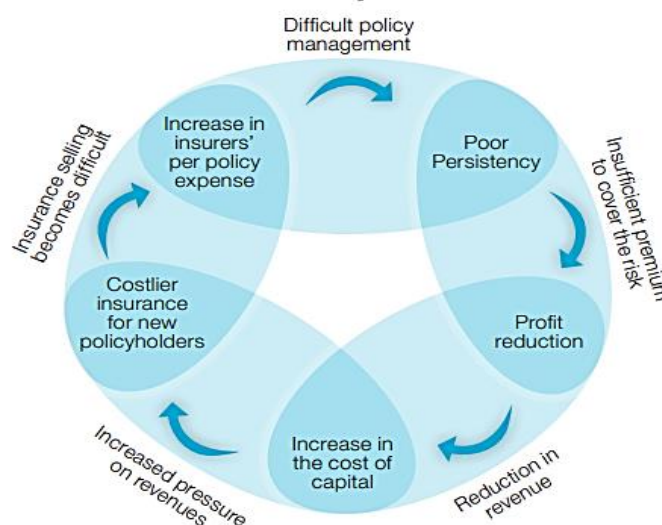 Difficult policy
management
Increase in
insurers'
per policy
expense
Poor
Persistency
Insufficient premium
to cover the risk
Profit
reduction
Reduction in
revenue
Increase in
the cost of
capital
Increased pressure
on revenues
Costlier
insurance
for new
policyholders
Insurance selling
becomes difficult